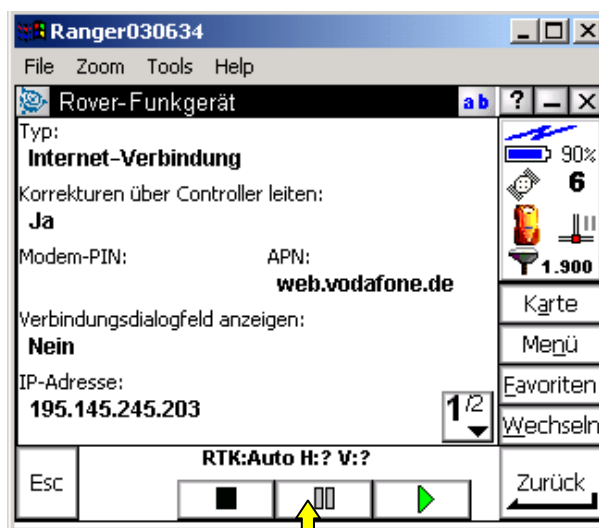 Ranger030634
File Zoom Tools Help
Rover-Funkgerät ab ?
Typ:
Internet-Verbindung
90%
Korrekturen über Controller leiten:
Ja
6
Modem-PIN: APN:
web.vodafone.de
1.900
Verbindungsdialogfeld anzeigen:
Nein
IP-Adresse:
195.145.245.203
1/2
Karte
Menü
Favoriten
Wechseln
RTK:Auto H:? V:?
Esc
Zurück